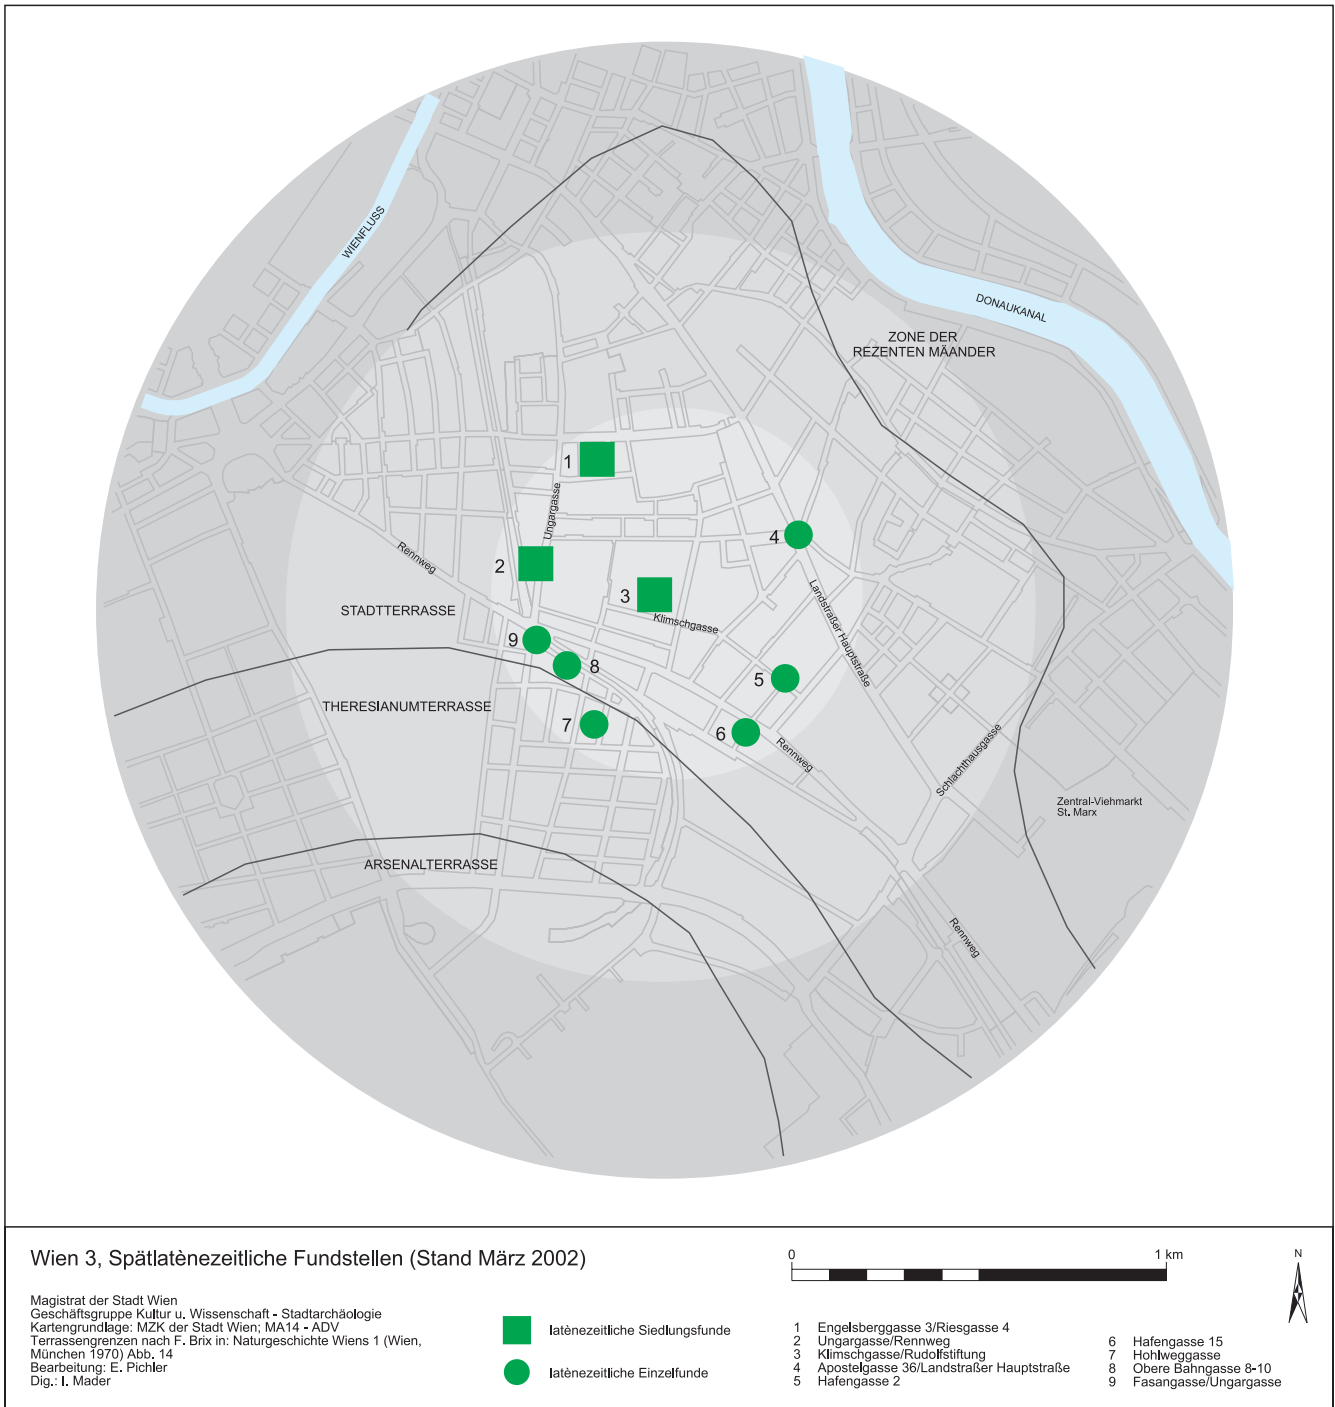 WIENFLUSS
DONAUKANAL
ZONE DER
REZENTEN MÄANDER
1
Ungargasse
4
Rennweg
2
3
STADTTERRASSE
Klimschgasse
Landstraßer Hauptstraße
9
8
5
THERESIANUMTERRASSE
7
6
Rennweg
Schlachthausgasse
Zentral-Viehmarkt
St. Marx
ARSENALTERRASSE
Rennweg
Wien 3, Spätlatènezeitliche Fundstellen (Stand März 2002)
Magistrat der Stadt Wien
Geschäftsgruppe Kultur u. Wissenschaft - Stadtarchäologie
Kartengrundlage: MZK der Stadt Wien; MA14 - ADV
Terrassengrenzen nach F. Brix in: Naturgeschichte Wiens 1 (Wien,
München 1970) Abb. 14
Bearbeitung: E. Pichler
Dig.: I. Mader
latènezeitliche Siedlungsfunde
latènezeitliche Einzelfunde
0 1 km
N
1 Engelsberggasse 3/Riesgasse 4
2 Ungargasse/Rennweg
3 Klimschgasse/Rudolfstiftung
4 Apostelgasse 36/Landstraßer Hauptstraße
5 Hafengasse 2
6 Hafengasse 15
7 Hohlweggasse
8 Obere Bahngasse 8-10
9 Fasangasse/Ungargasse